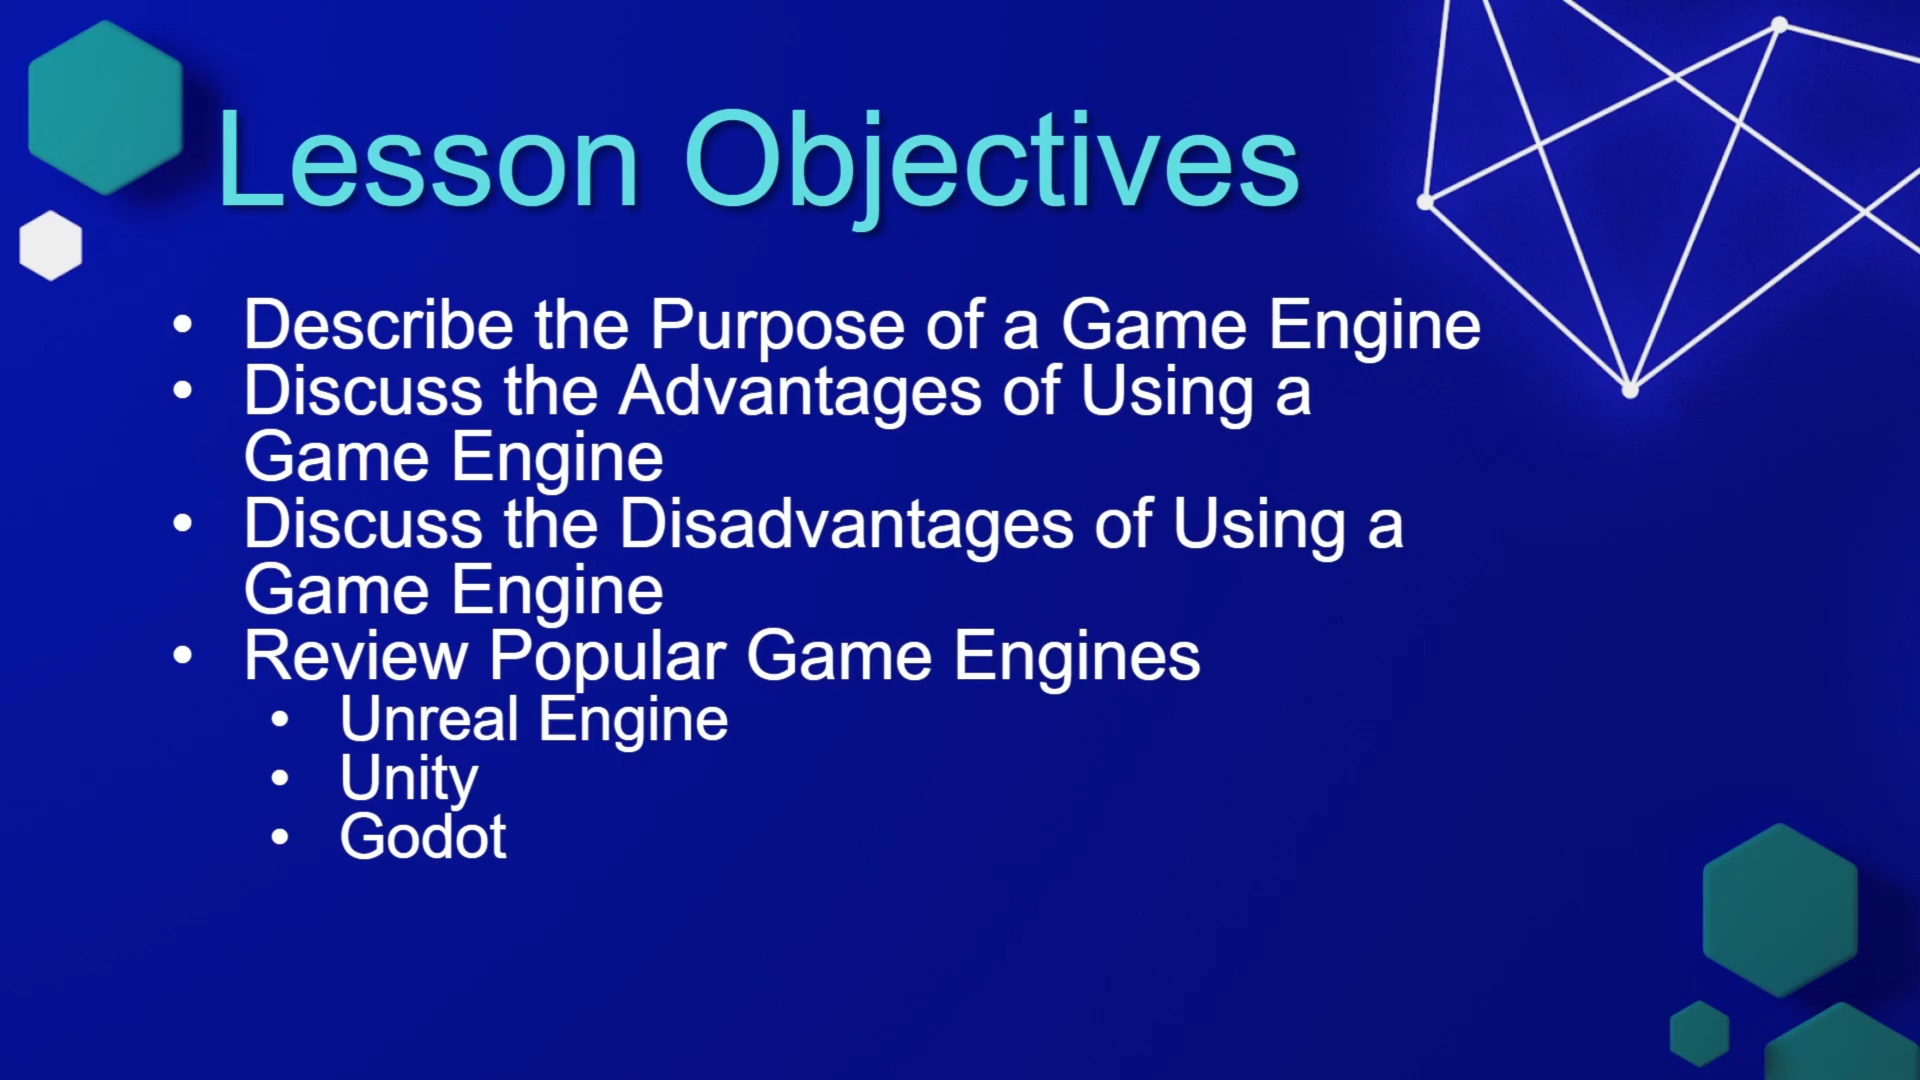 Lesson Objectives
• Describe the Purpose of a Game Engine
• Discuss the Advantages of Using a
Game Engine
• Discuss the Disadvantages of Using a
Game Engine
• Review Popular Game Engines
• Unreal Engine
• Unity
• Godot